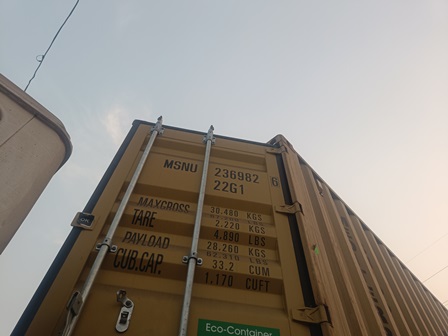 MSNU 236982 6
22G1
MAXGROSS 30.480 KGS
TARE 2.220 KGS
4.890 LBS
PAYLOAD 28.260 KGS
CUB.CAP. 33.2 CUM
1.170 CUFT
Eco-Container